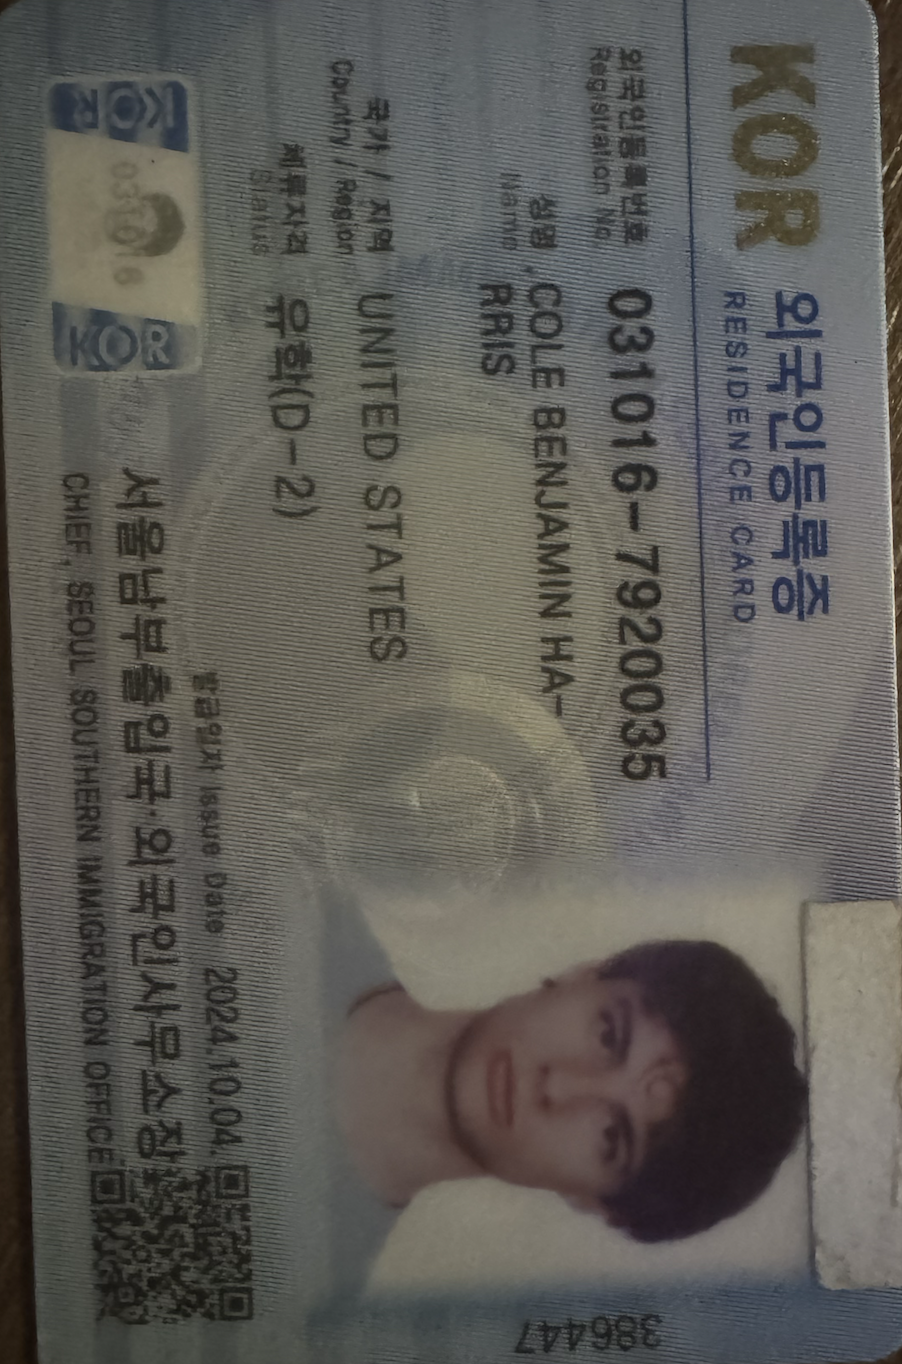 KOR 외국인등록증
RESIDENCE CARD
외국인등록번호 031016-7920035
Registration No.
성명 COLE BENJAMIN HA-
Name RRIS
국가 / 지역 UNITED STATES
Country / Region
체류자격 유학(D-2)
Status
발급일자 Issue Date 2024.10.04.
서울남부출입국·외국인사무소장
CHIEF, SEOUL SOUTHERN IMMIGRATION OFFICE
KOR
031016
KOR
386447